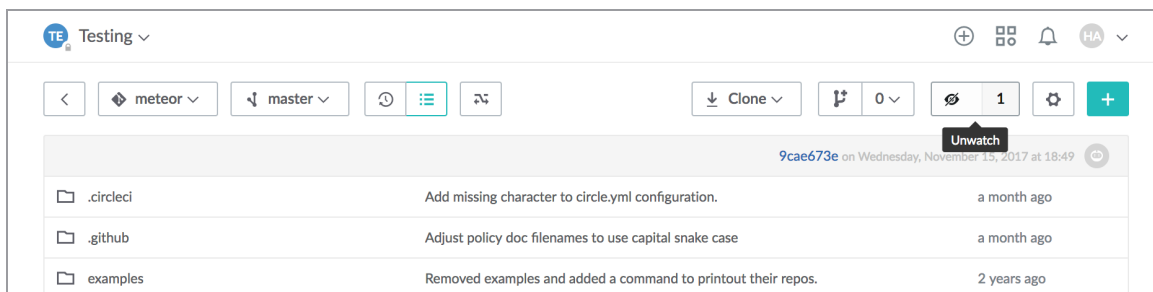 TE Testing HA
meteor master Clone 0 1
Unwatch
9cae673e on Wednesday, November 15, 2017 at 18:49
.circleci Add missing character to circle.yml configuration. a month ago
.github Adjust policy doc filenames to use capital snake case a month ago
examples Removed examples and added a command to printout their repos. 2 years ago